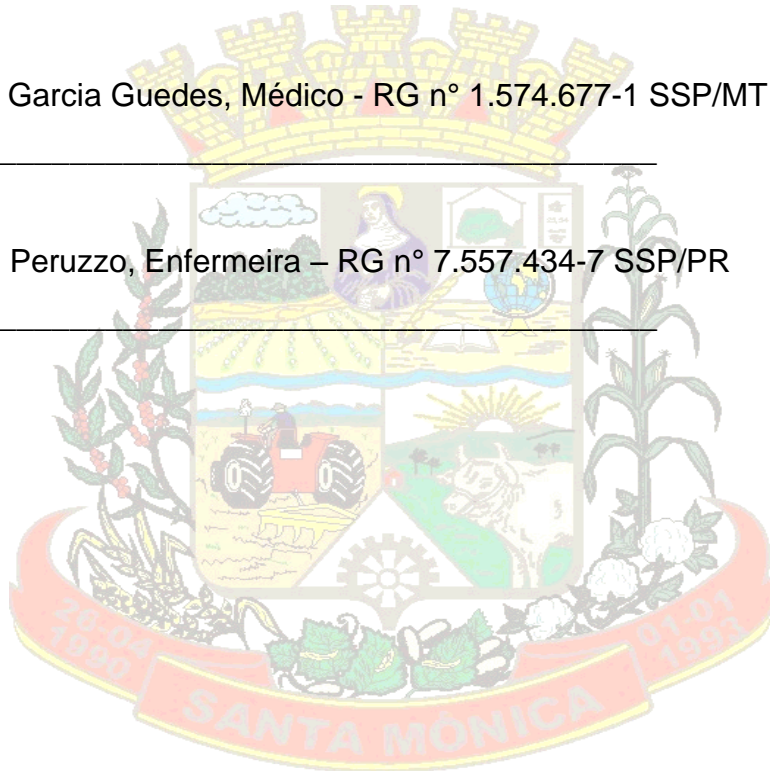 Garcia Guedes, Médico - RG n° 1.574.677-1 SSP/MT
Peruzzo, Enfermeira – RG n° 7.557.434-7 SSP/PR
26-04
1990
SANTA MÔNICA
01-01
1993